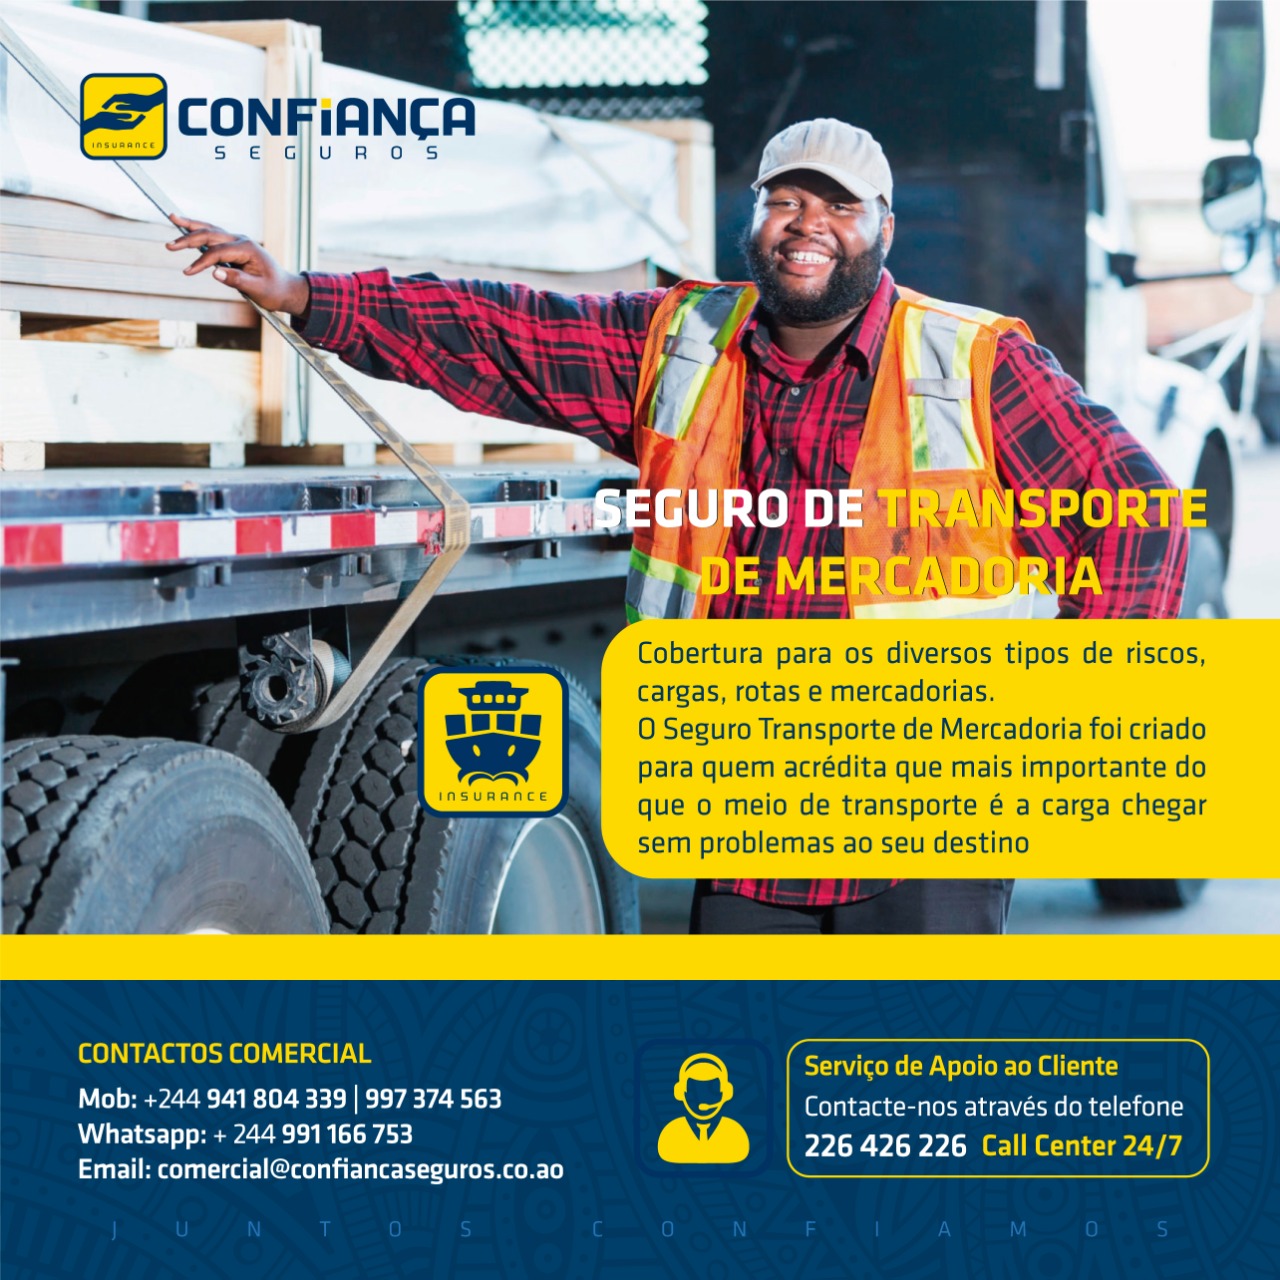 INSURANCE
CONFiANÇA
SEGUROS
SEGURO DE TRANSPORTE
DE MERCADORIA
Cobertura para os diversos tipos de riscos,
cargas, rotas e mercadorias.
O Seguro Transporte de Mercadoria foi criado
para quem acrédita que mais importante do
que o meio de transporte é a carga chegar
sem problemas ao seu destino
INSURANCE
CONTACTOS COMERCIAL
Mob: +244 941 804 339 | 997 374 563
Whatsapp: + 244 991 166 753
Email: comercial@confiancaseguros.co.ao
Serviço de Apoio ao Cliente
Contacte-nos através do telefone
226 426 226 Call Center 24/7
JUNTOS CONFIAMOS